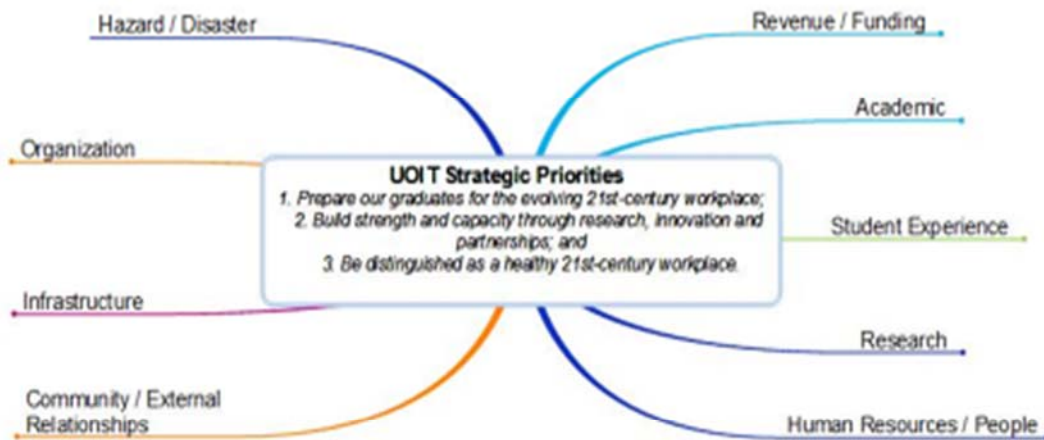 Hazard / Disaster
Revenue / Funding
Academic
Organization
UOIT Strategic Priorities
1. Prepare our graduates for the evolving 21st-century workplace;
2. Build strength and capacity through research, innovation and
partnerships; and
3. Be distinguished as a healthy 21st-century workplace.
Student Experience
Infrastructure
Research
Community / External
Relationships
Human Resources / People